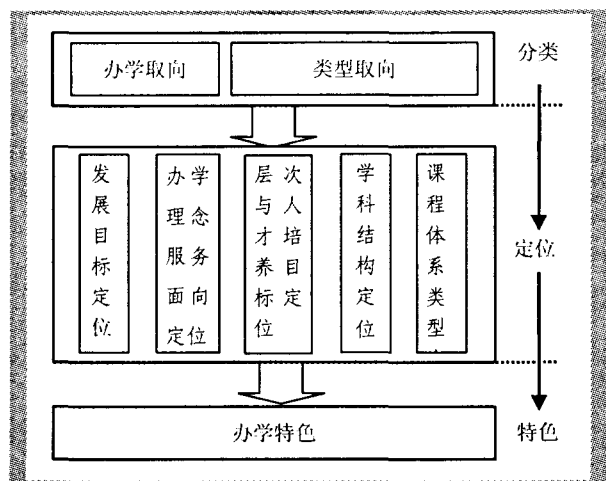 办学取向
类型取向
分类
发展目标定位
办学理念服务面向定位
层次与人才培养目标定位
学科结构定位
课程体系类型
定位
办学特色
特色